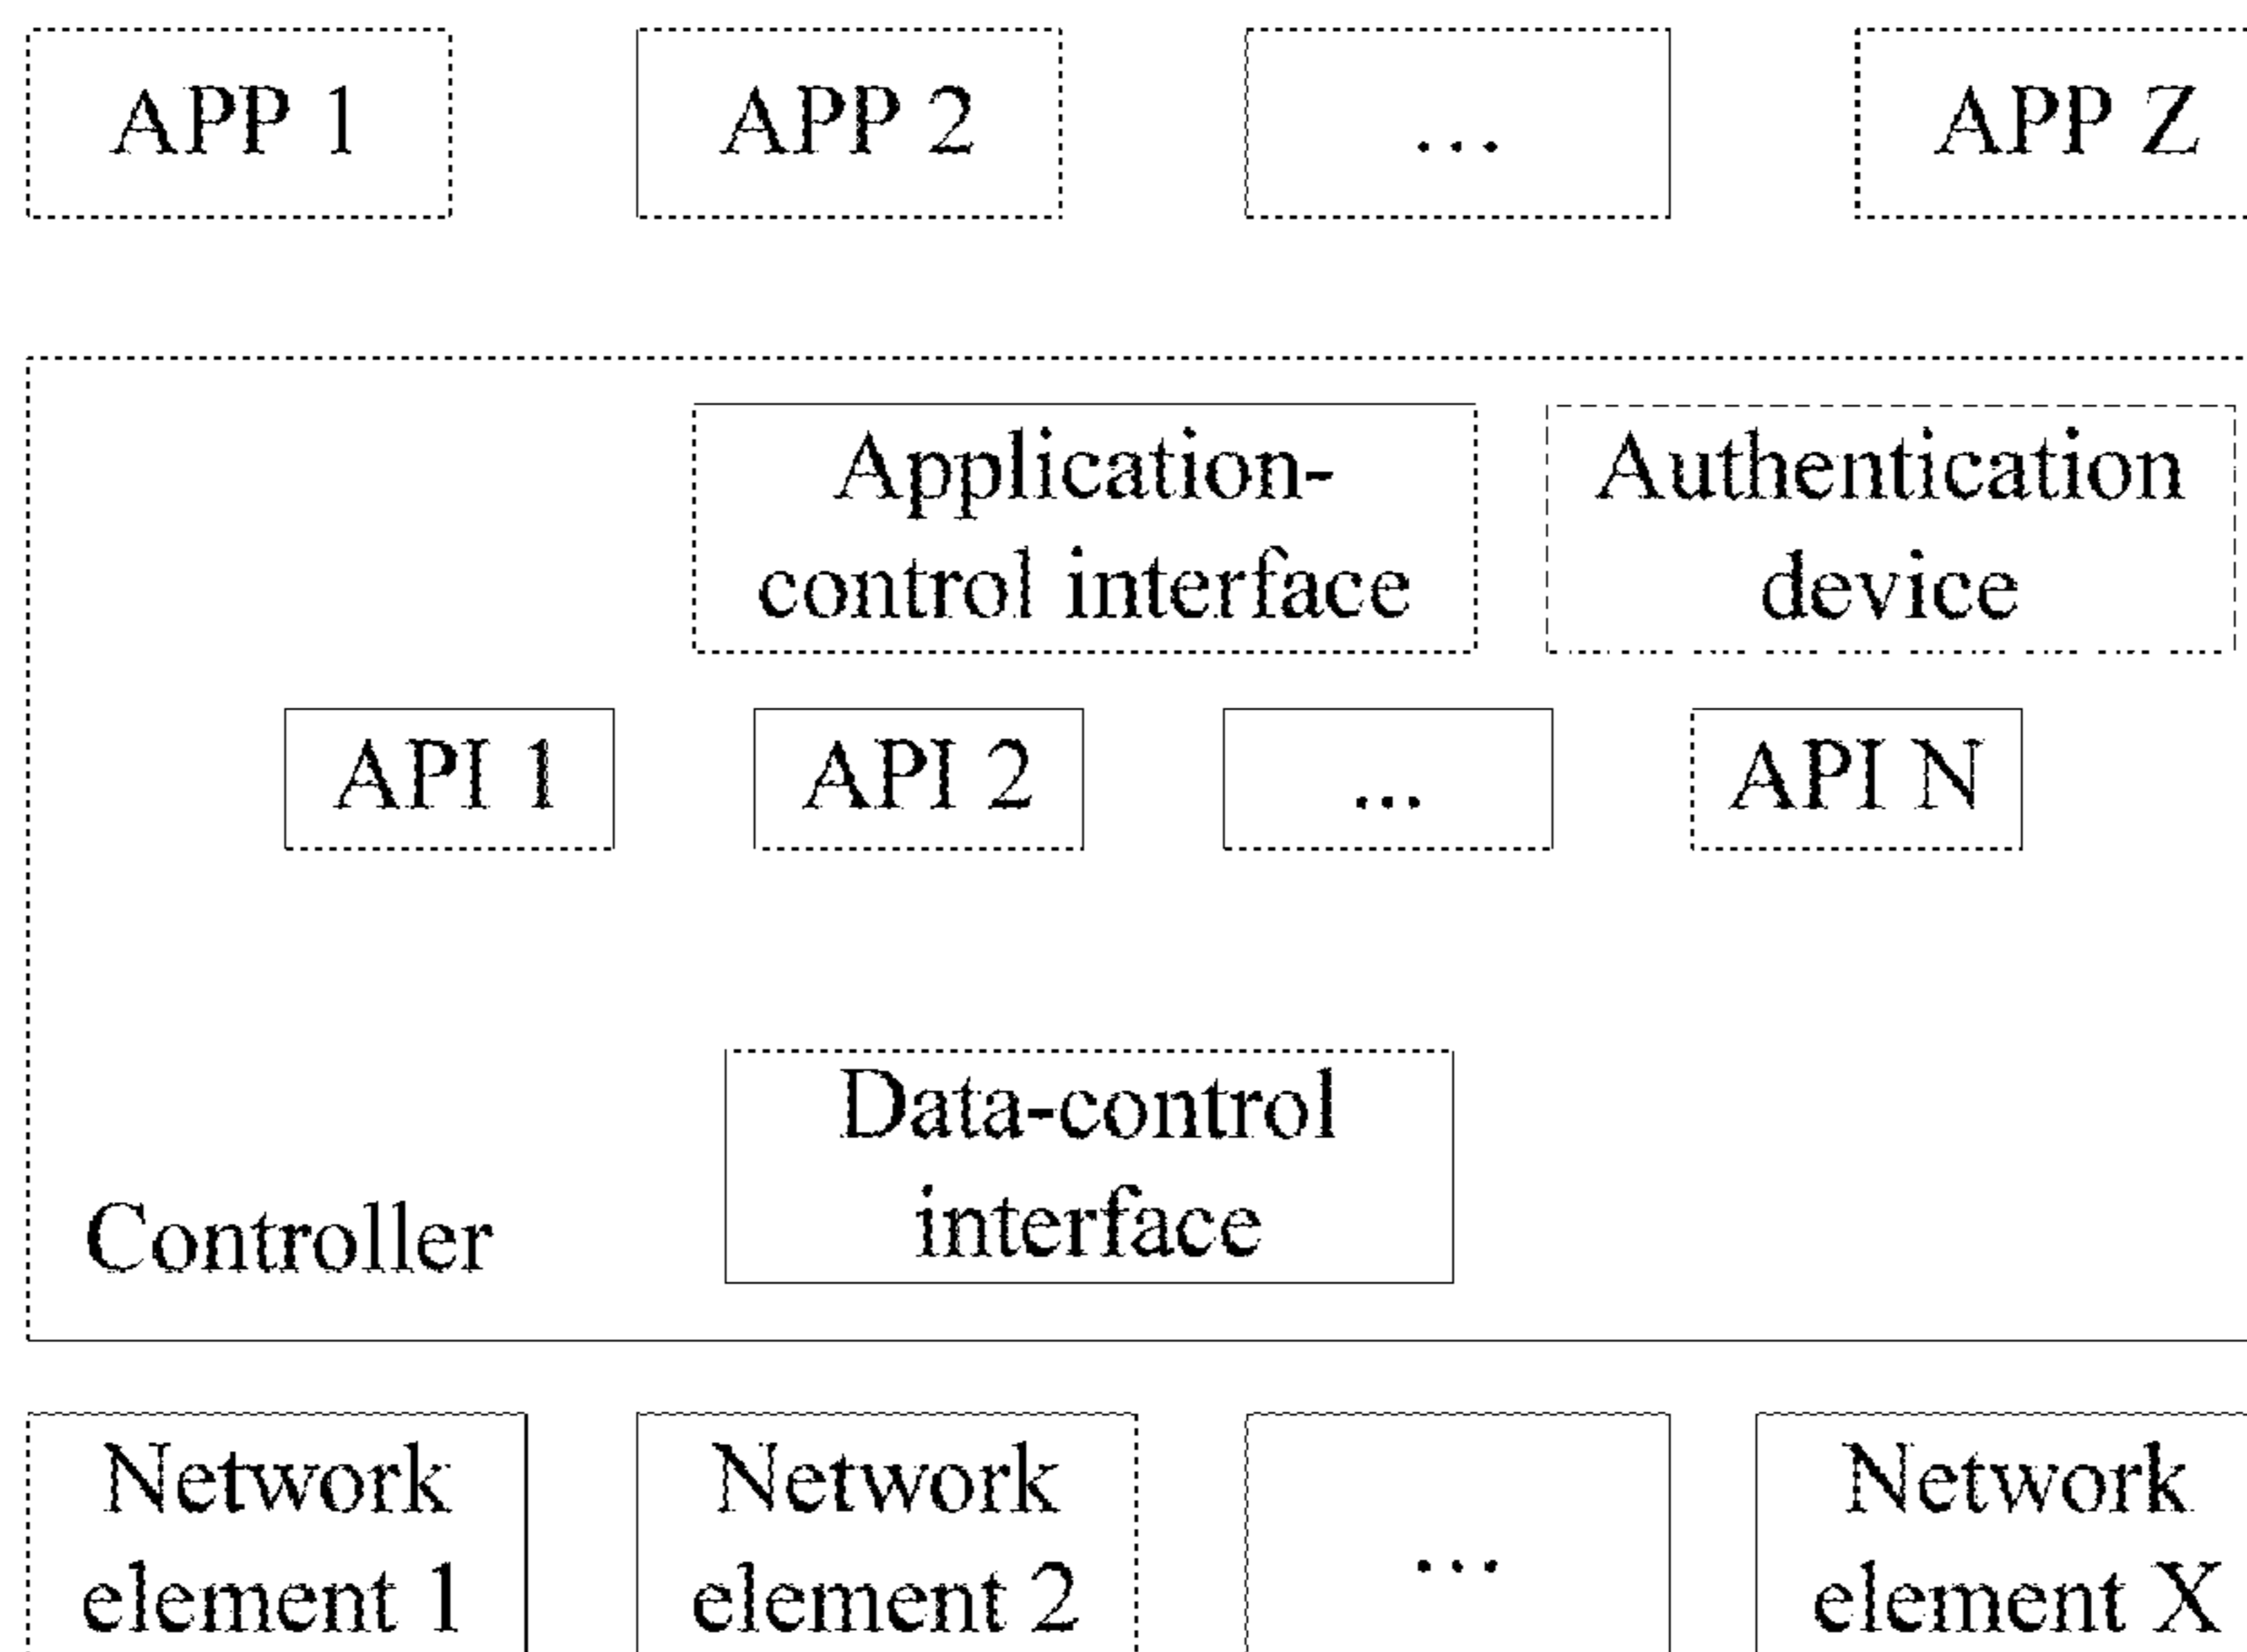 APP 1
APP 2
...
APP Z
Application-
control interface
Authentication
device
API 1
API 2
...
API N
Data-control
interface
Controller
Network
element 1
Network
element 2
...
Network
element X